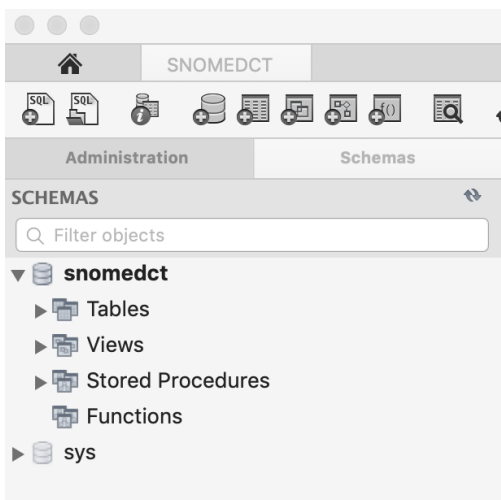 SNOMEDCT
SQL SQL i f()
Administration Schemas
SCHEMAS
Filter objects
snomedct
Tables
Views
Stored Procedures
Functions
sys